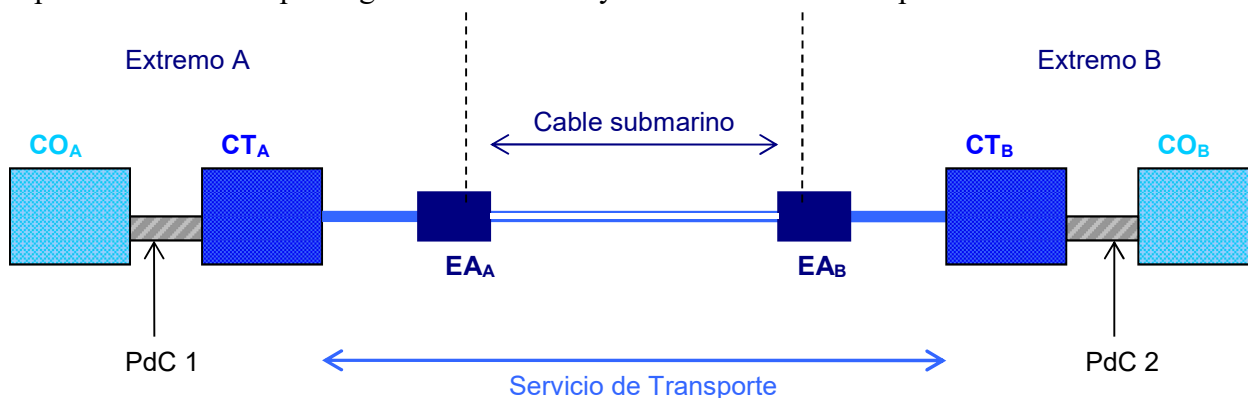 Extremo A
Extremo B
Cable submarino
COA
CTA
CTB
COB
EAA
EAB
PdC 1
PdC 2
Servicio de Transporte